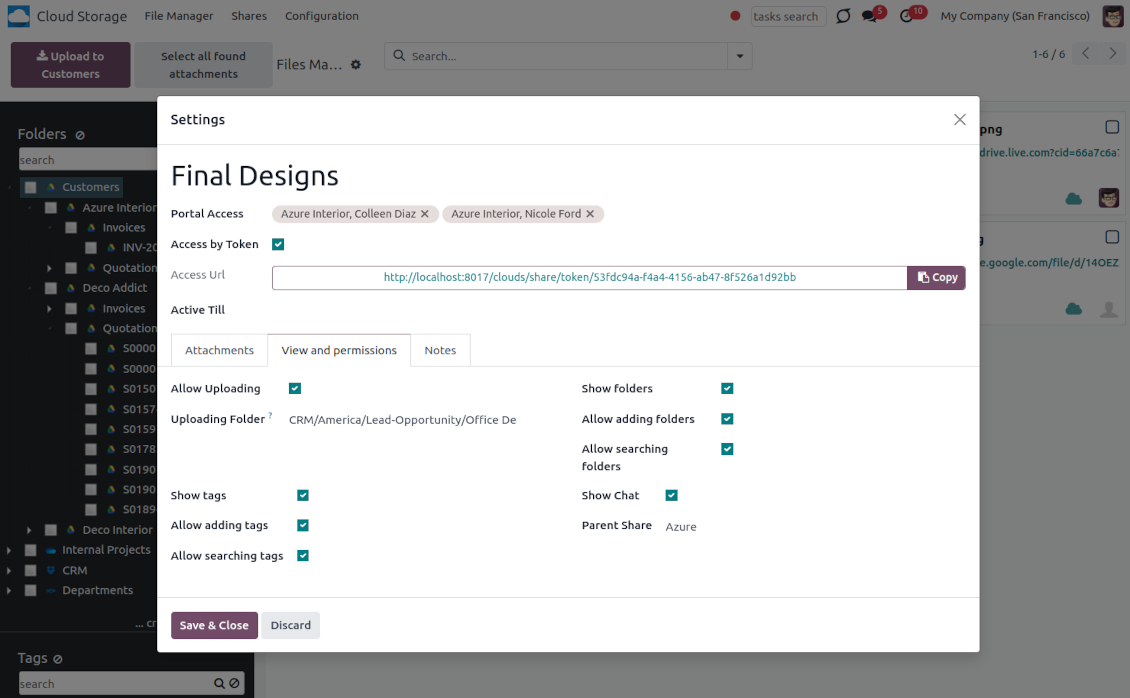 Cloud Storage File Manager Shares Configuration tasks search 5 10 My Company (San Francisco)
Upload to Customers
Select all found attachments
Files Ma... Search... 1-6 / 6
Folders
search
Customers
Azure Interior
Invoices
INV-20
Quotation
Deco Addict
Invoices
Quotation
S0000
S0000
S0150
S0157
S0159
S0178
S0190
S0190
S0189
Deco Interior
Internal Projects
CRM
Departments
... cr
Tags
search
Settings
Final Designs
Portal Access Azure Interior, Colleen Diaz Azure Interior, Nicole Ford
Access by Token
Access Url http://localhost:8017/clouds/share/token/53fdc94a-f4a4-4156-ab47-8f526a1d92bb Copy
Active Till
Attachments View and permissions Notes
Allow Uploading
Uploading Folder ? CRM/America/Lead-Opportunity/Office De
Show tags
Allow adding tags
Allow searching tags
Show folders
Allow adding folders
Allow searching
folders
Show Chat
Parent Share Azure
Save & Close Discard
png
drive.live.com?cid=66a7c6a
e.google.com/file/d/14OEZ